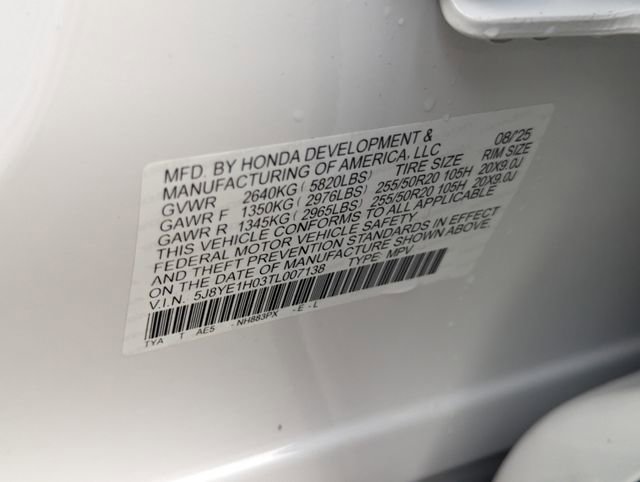 MFD. BY HONDA DEVELOPMENT & 08/'25
MANUFACTURING OF AMERICA, LLC
GVWR 2640KG ( 5820LBS) TIRE SIZE RIM SIZE
GAWR F 1350KG ( 2976LBS) 255/50R20 105H 20X9.0J
GAWR R 1345KG ( 2965LBS) 255/50R20 105H 20X9.0J
THIS VEHICLE CONFORMS TO ALL APPLICABLE
FEDERAL MOTOR VEHICLE SAFETY
AND THEFT PREVENTION STANDARDS IN EFFECT
ON THE DATE OF MANUFACTURE SHOWN ABOVE.
V.I.N. 5J8YE1H03TL007138 TYPE: MPV
TYA T AE5 - NH883PX - E - L